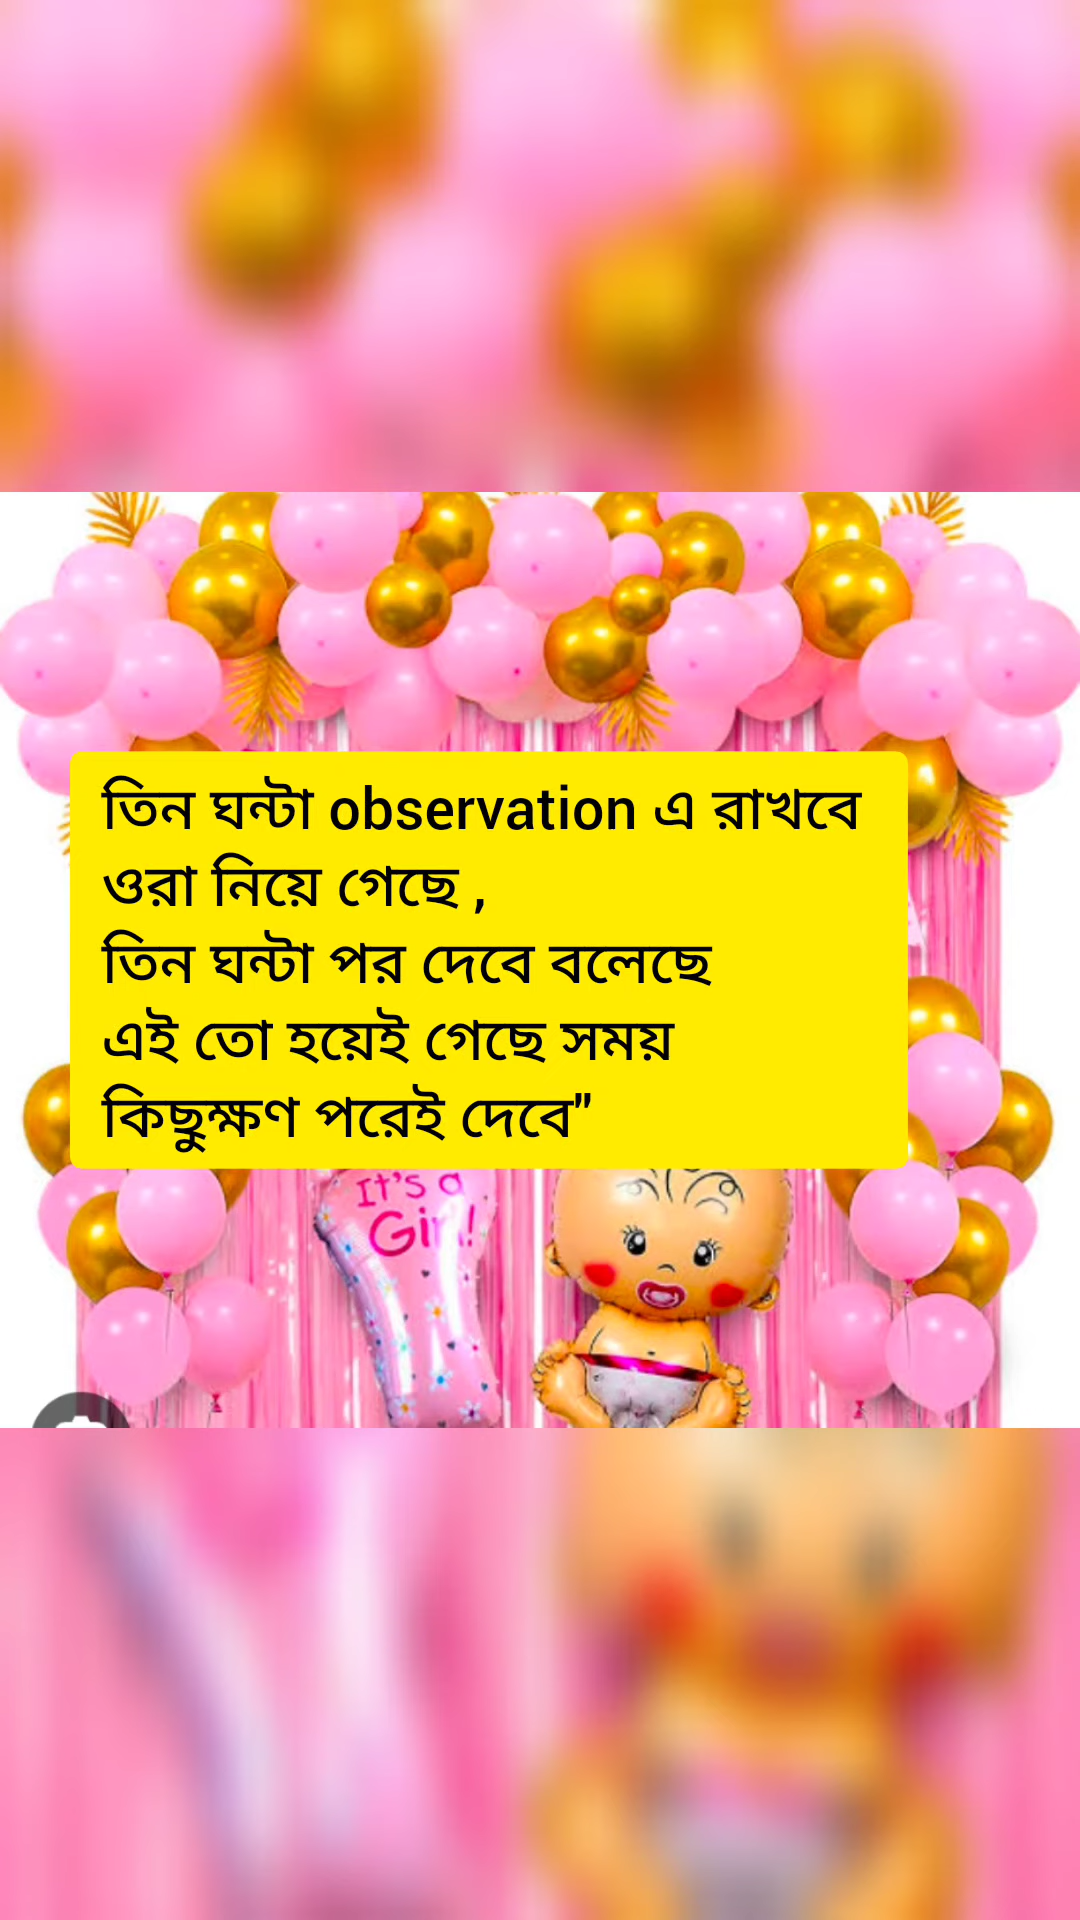 তিন ঘন্টা observation এ রাখবে
ওরা নিয়ে গেছে ,
তিন ঘন্টা পর দেবে বলেছে
এই তো হয়েই গেছে সময়
কিছুক্ষণ পরেই দেবে"
It's a
Girl!